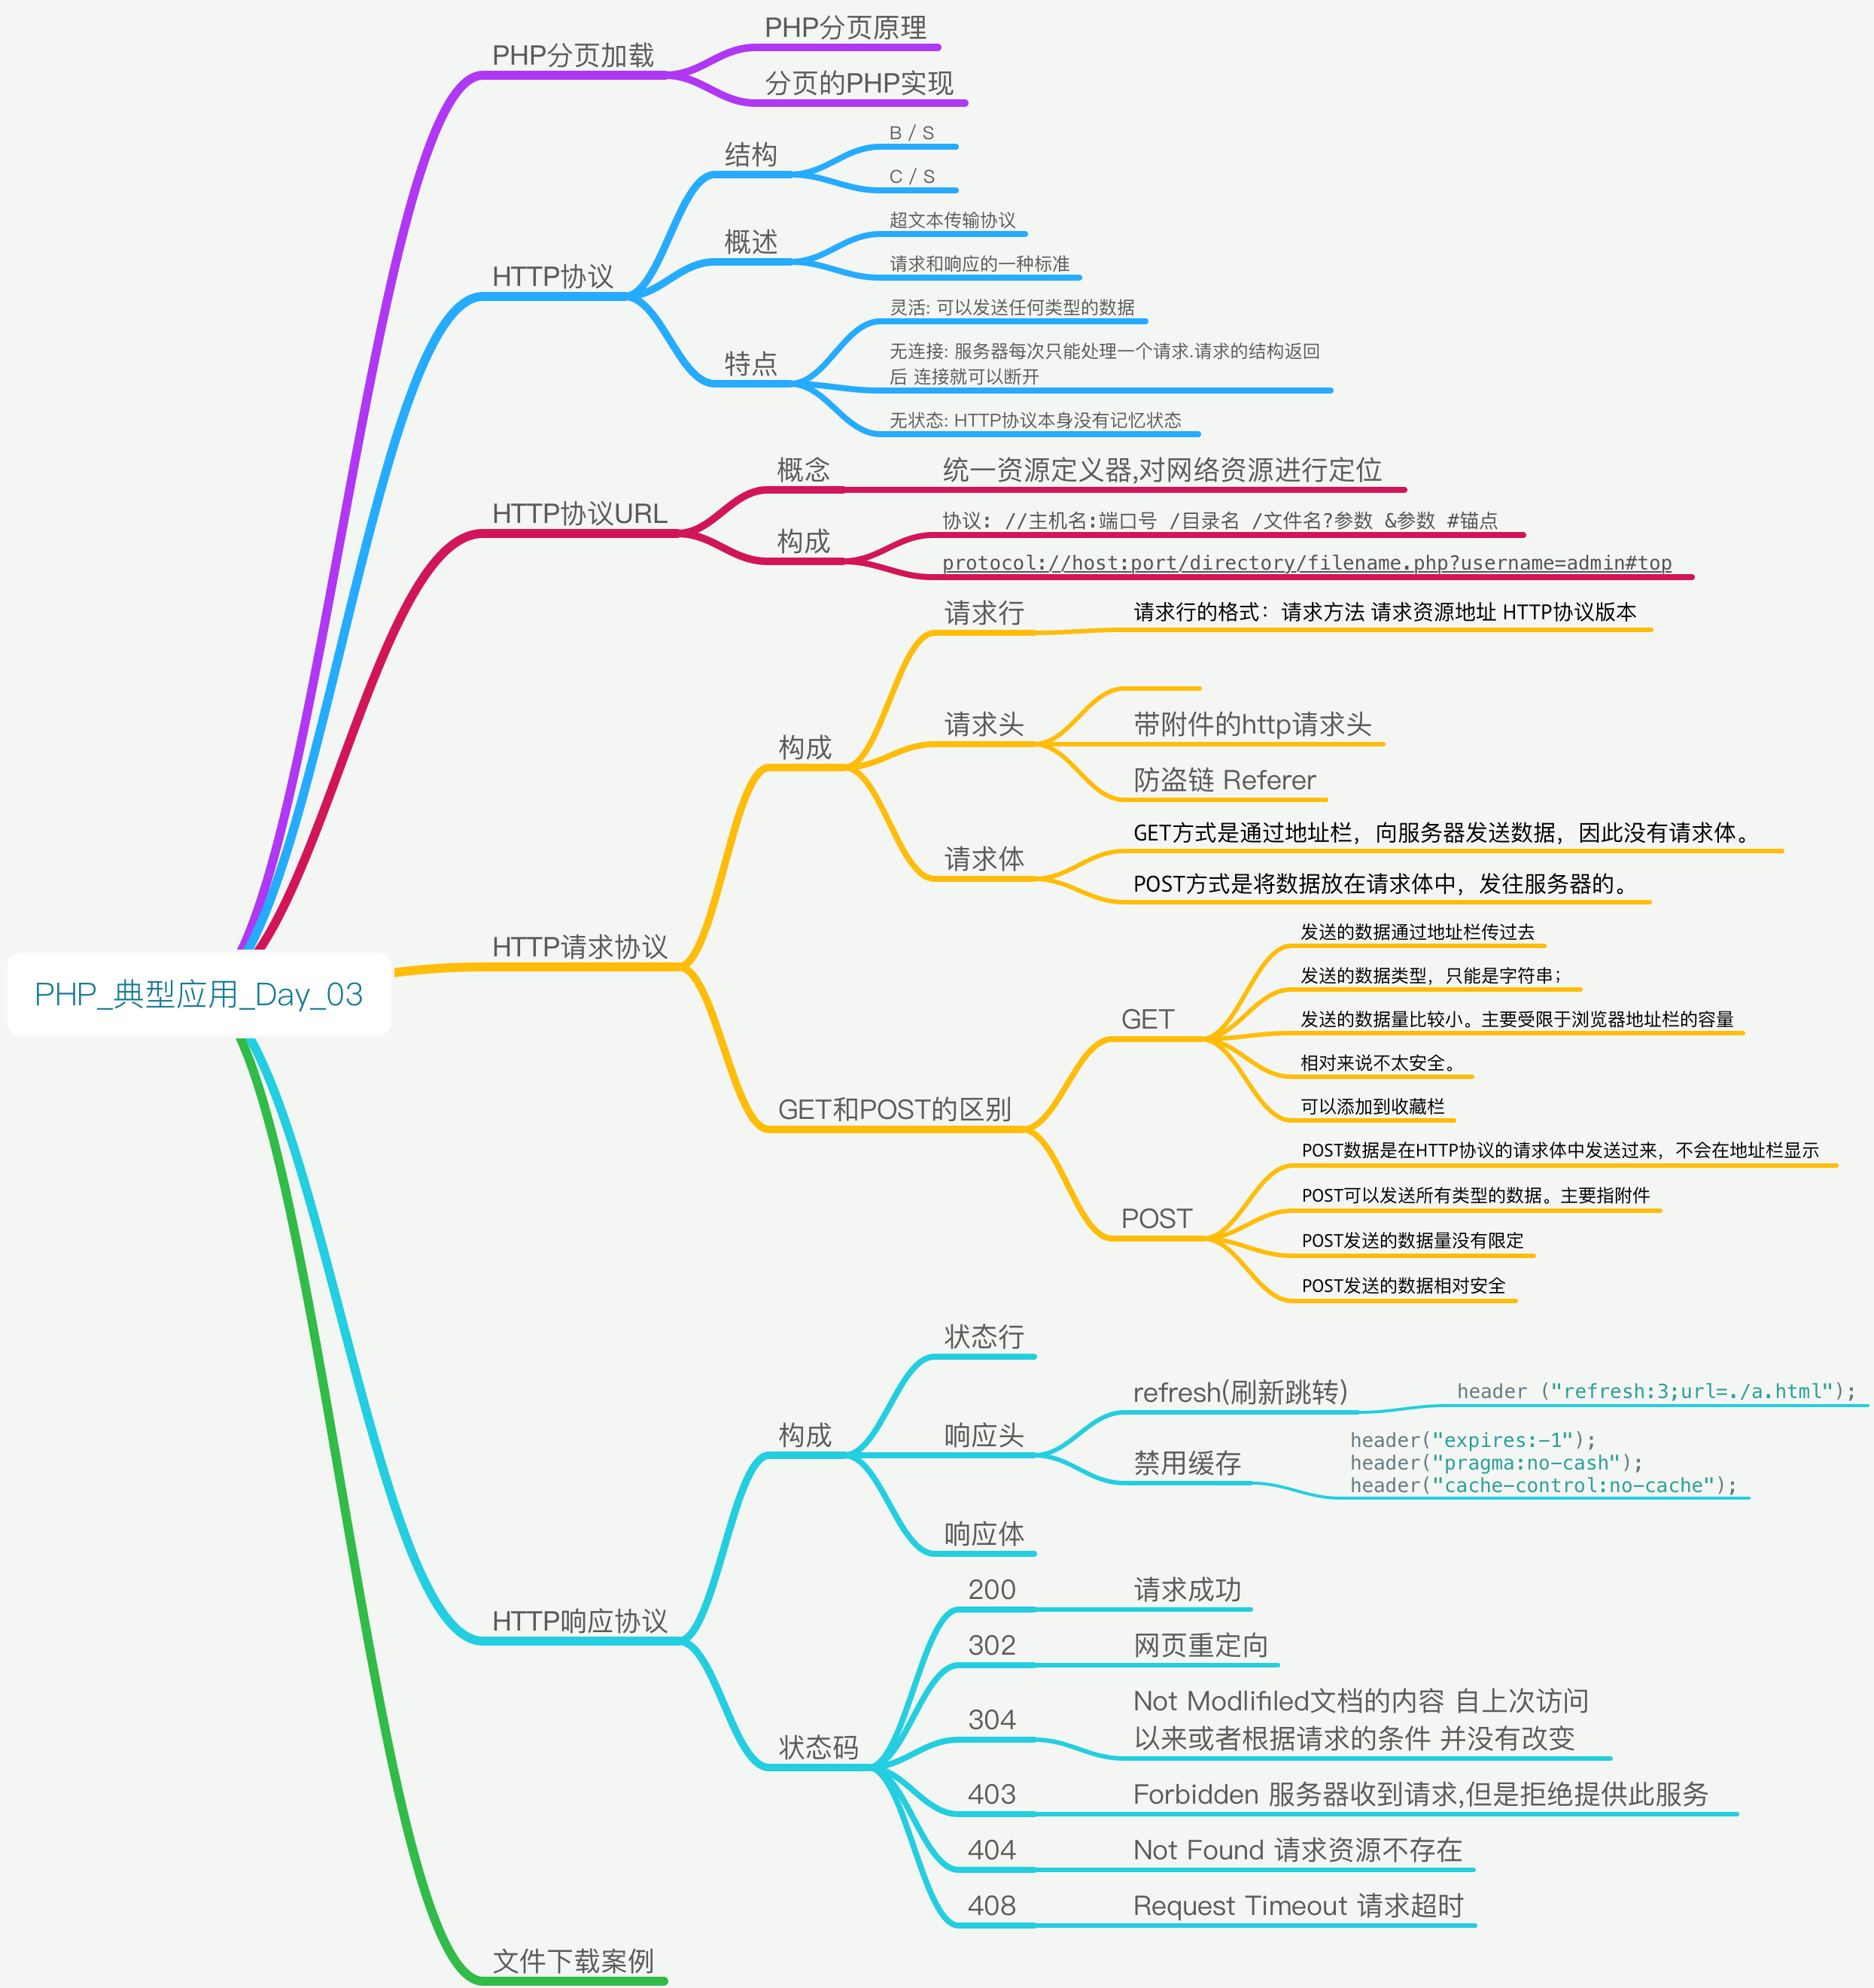 PHP_典型应用_Day_03
PHP分页加载
PHP分页原理
分页的PHP实现
HTTP协议
结构
B / S
C / S
概述
超文本传输协议
请求和响应的一种标准
特点
灵活: 可以发送任何类型的数据
无连接: 服务器每次只能处理一个请求.请求的结构返回
后 连接就可以断开
无状态: HTTP协议本身没有记忆状态
HTTP协议URL
概念
统一资源定义器,对网络资源进行定位
构成
协议: //主机名:端口号 /目录名 /文件名?参数 &参数 #锚点
protocol://host:port/directory/filename.php?username=admin#top
HTTP请求协议
构成
请求行
请求行的格式：请求方法 请求资源地址 HTTP协议版本
请求头
带附件的http请求头
防盗链 Referer
请求体
GET方式是通过地址栏，向服务器发送数据，因此没有请求体。
POST方式是将数据放在请求体中，发往服务器的。
GET和POST的区别
GET
发送的数据通过地址栏传过去
发送的数据类型，只能是字符串；
发送的数据量比较小。主要受限于浏览器地址栏的容量
相对来说不太安全。
可以添加到收藏栏
POST
POST数据是在HTTP协议的请求体中发送过来，不会在地址栏显示
POST可以发送所有类型的数据。主要指附件
POST发送的数据量没有限定
POST发送的数据相对安全
HTTP响应协议
构成
状态行
响应头
refresh(刷新跳转)
header ("refresh:3;url=./a.html");
禁用缓存
header("expires:-1");
header("pragma:no-cash");
header("cache-control:no-cache");
响应体
状态码
200
请求成功
302
网页重定向
304
Not Modlifiled文档的内容 自上次访问
以来或者根据请求的条件 并没有改变
403
Forbidden 服务器收到请求,但是拒绝提供此服务
404
Not Found 请求资源不存在
408
Request Timeout 请求超时
文件下载案例